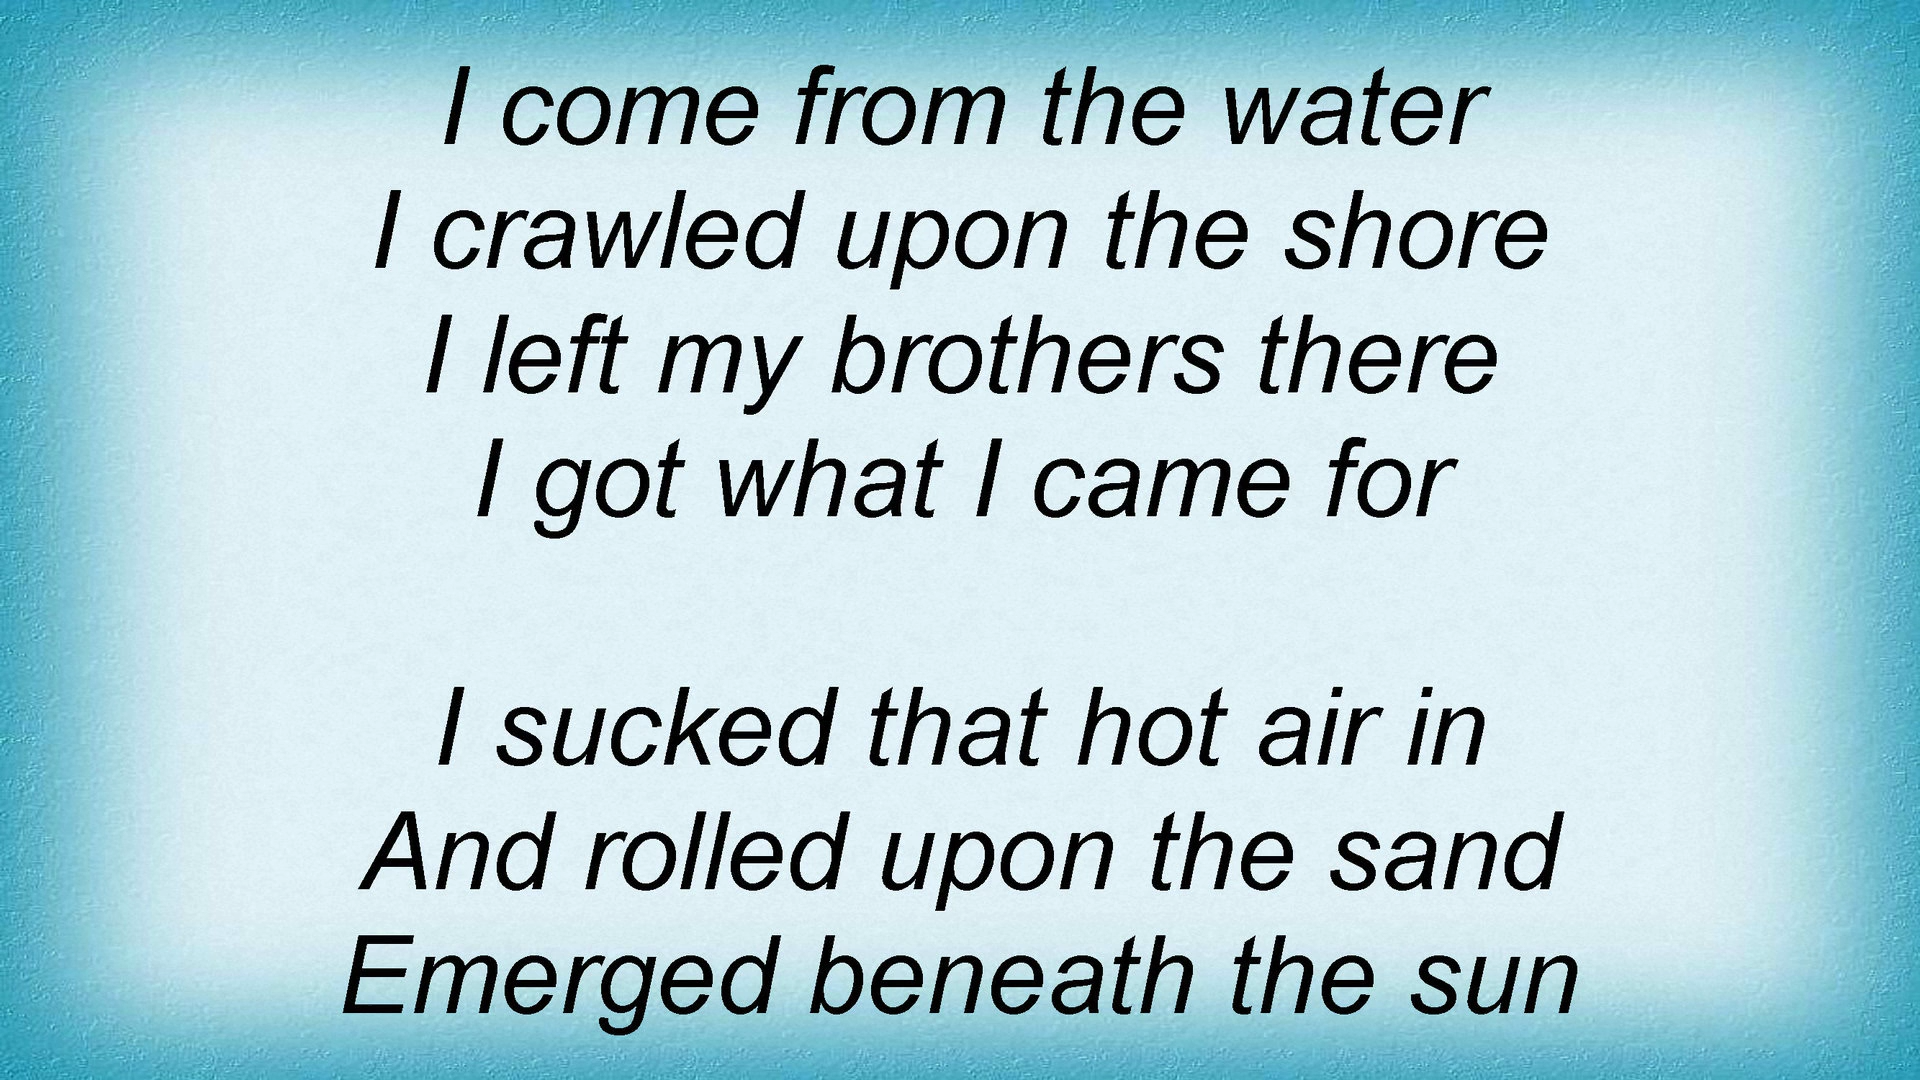 I come from the water
I crawled upon the shore
I left my brothers there
I got what I came for
I sucked that hot air in
And rolled upon the sand
Emerged beneath the sun